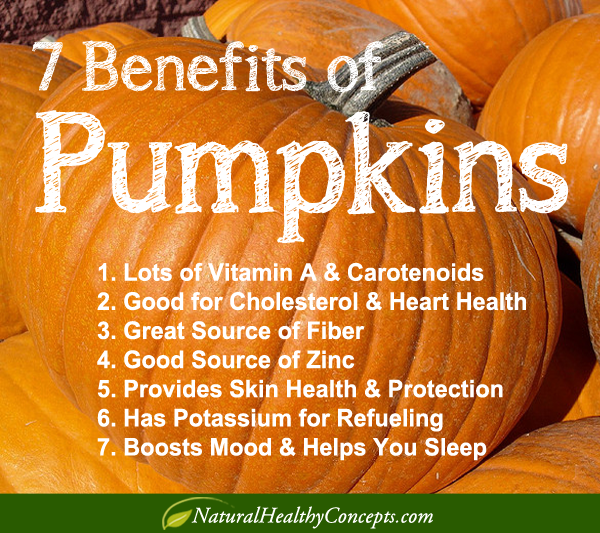 7 Benefits of
Pumpkins
1. Lots of Vitamin A & Carotenoids
2. Good for Cholesterol & Heart Health
3. Great Source of Fiber
4. Good Source of Zinc
5. Provides Skin Health & Protection
6. Has Potassium for Refueling
7. Boosts Mood & Helps You Sleep
NaturalHealthyConcepts.com